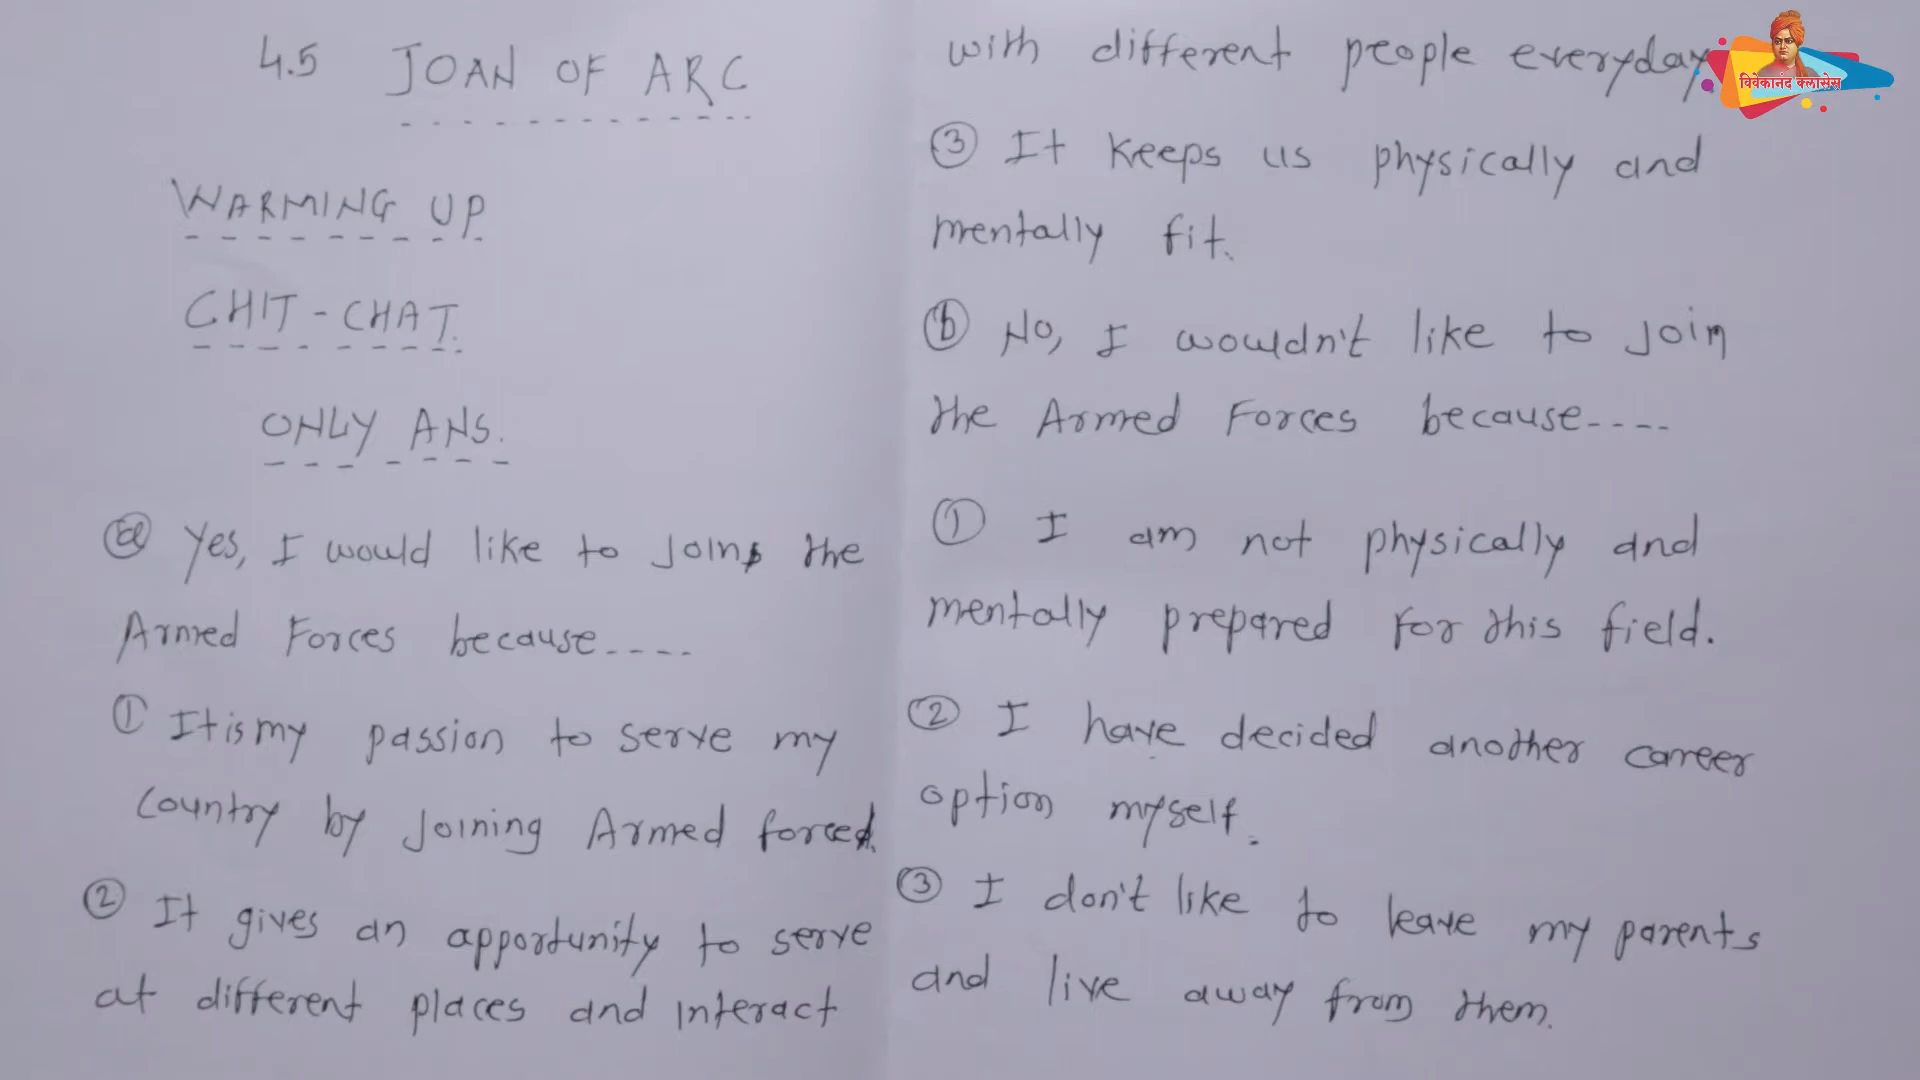 4.5 JOAN OF ARC
WARMING UP
CHIT-CHAT.
ONLY ANS.
ⓐ Yes, I would like to join the
Armed Forces because....
① It is my passion to serve my
country by joining Armed forced.
② It gives an opportunity to serve
at different places and interact
with different people everyday.
③ It keeps us physically and
mentally fit.
ⓑ No, I wouldn't like to join
the Armed Forces because----
① I am not physically and
mentally prepared for this field.
② I have decided another career
option myself.
③ I don't like to leave my parents
and live away from them.
विवेकानंद क्लासेस